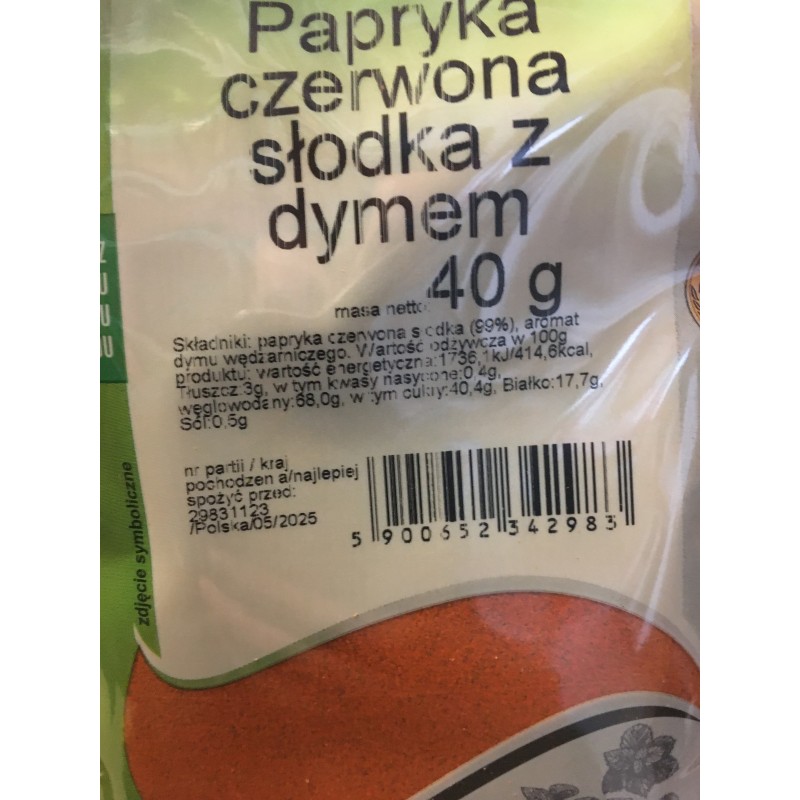 Papryka
czerwona
słodka z
dymem
masa netto: 40 g
Składniki: papryka czerwona słodka (99%), aromat
dymu wędzarniczego. Wartość odżywcza w 100g
produktu: wartość energetyczna:1736,1kJ/414,6kcal,
Tłuszcz:3g, w tym kwasy nasycone:0,4g,
węglowodany:68,0g, w tym cukry:40,4g, Białko:17,7g,
Sól:0,5g
nr partii / kraj
pochodzenia/najlepiej
spożyć przed:
29831123
/Polska/05/2025
5 900652 342983
zdjęcie symboliczne
Z
U
U
OU